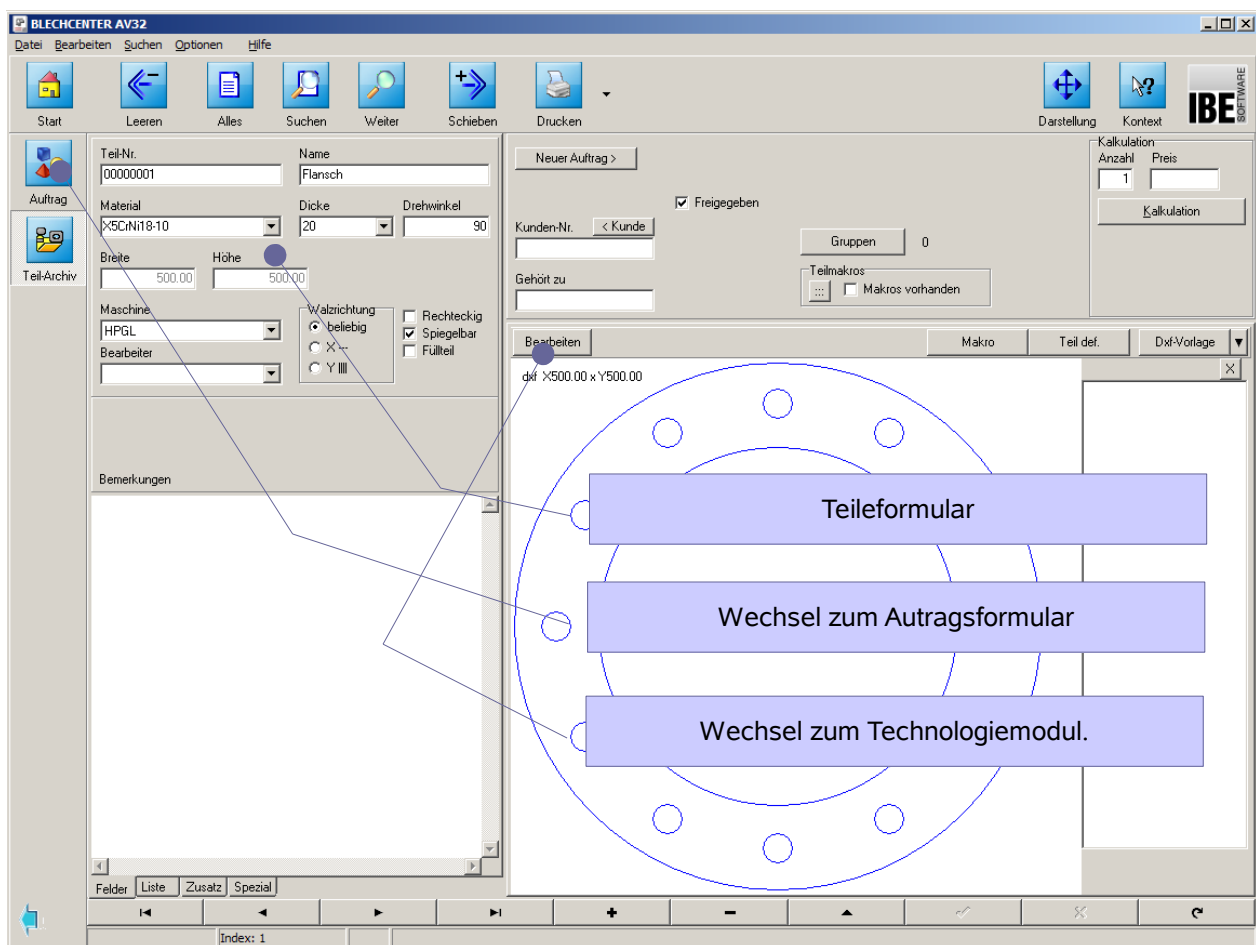 BLECHCENTER AV32
Datei Bearbeiten Suchen Optionen Hilfe
Start Leeren Alles Suchen Weiter Schieben Drucken Darstellung Kontext IBE SOFTWARE
Auftrag
Teil-Archiv
Teil-Nr. Name
00000001 Flansch
Material Dicke Drehwinkel
X5CrNi18-10 20 90
Breite Höhe
500.00 500.00
Maschine
HPGL
Bearbeiter
Walzrichtung
beliebig
X ---
Y ||||
Rechteckig
Spiegelbar
Füllteil
Bemerkungen
Felder Liste Zusatz Spezial
Neuer Auftrag >
Freigegeben
Kunden-Nr. < Kunde
Gehört zu
Gruppen 0
Teilmakros
::: Makros vorhanden
Kalkulation
Anzahl Preis
1
Kalkulation
Bearbeiten Makro Teil def. Dxf-Vorlage
dxf X500.00 x Y500.00
Teileformular
Wechsel zum Autragsformular
Wechsel zum Technologiemodul.
Index: 1